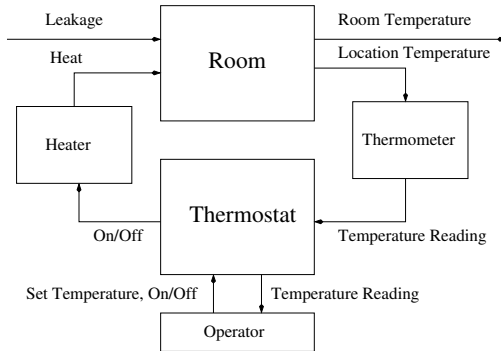 Leakage
Room Temperature
Heat
Room
Location Temperature
Heater
Thermometer
Thermostat
On/Off
Temperature Reading
Set Temperature, On/Off
Temperature Reading
Operator